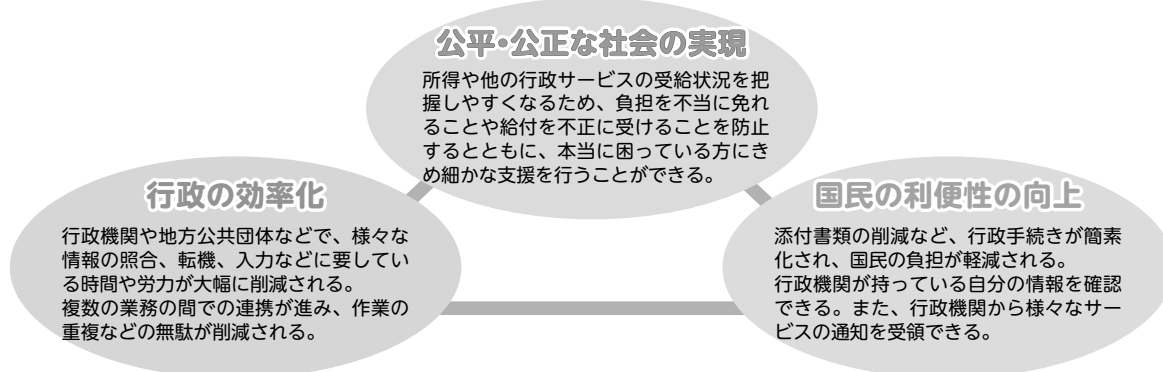 公平・公正な社会の実現
所得や他の行政サービスの受給状況を把
握しやすくなるため、負担を不当に免れ
ることや給付を不正に受けることを防止
するとともに、本当に困っている方にき
め細かな支援を行うことができる。
行政の効率化
行政機関や地方公共団体などで、様々な
情報の照合、転機、入力などに要してい
る時間や労力が大幅に削減される。
複数の業務の間での連携が進み、作業の
重複などの無駄が削減される。
国民の利便性の向上
添付書類の削減など、行政手続きが簡素
化され、国民の負担が軽減される。
行政機関が持っている自分の情報を確認
できる。また、行政機関から様々なサー
ビスの通知を受領できる。